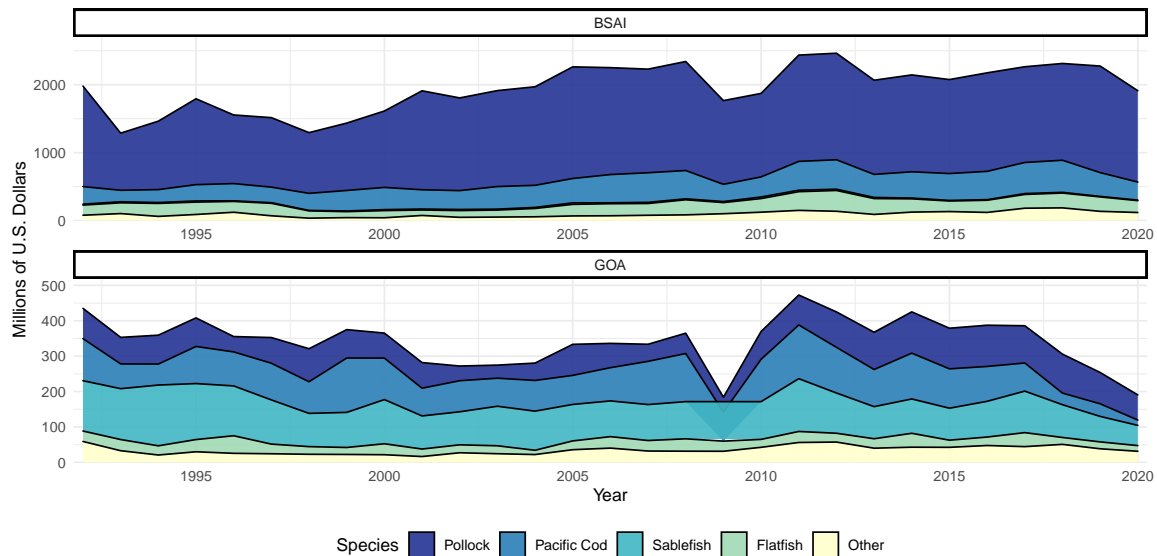 BSAI
2000
1000
0
1995 2000 2005 2010 2015 2020
GOA
500
400
300
200
100
0
1995 2000 2005 2010 2015 2020
Millions of U.S. Dollars
Year
Species Pollock Pacific Cod Sablefish Flatfish Other